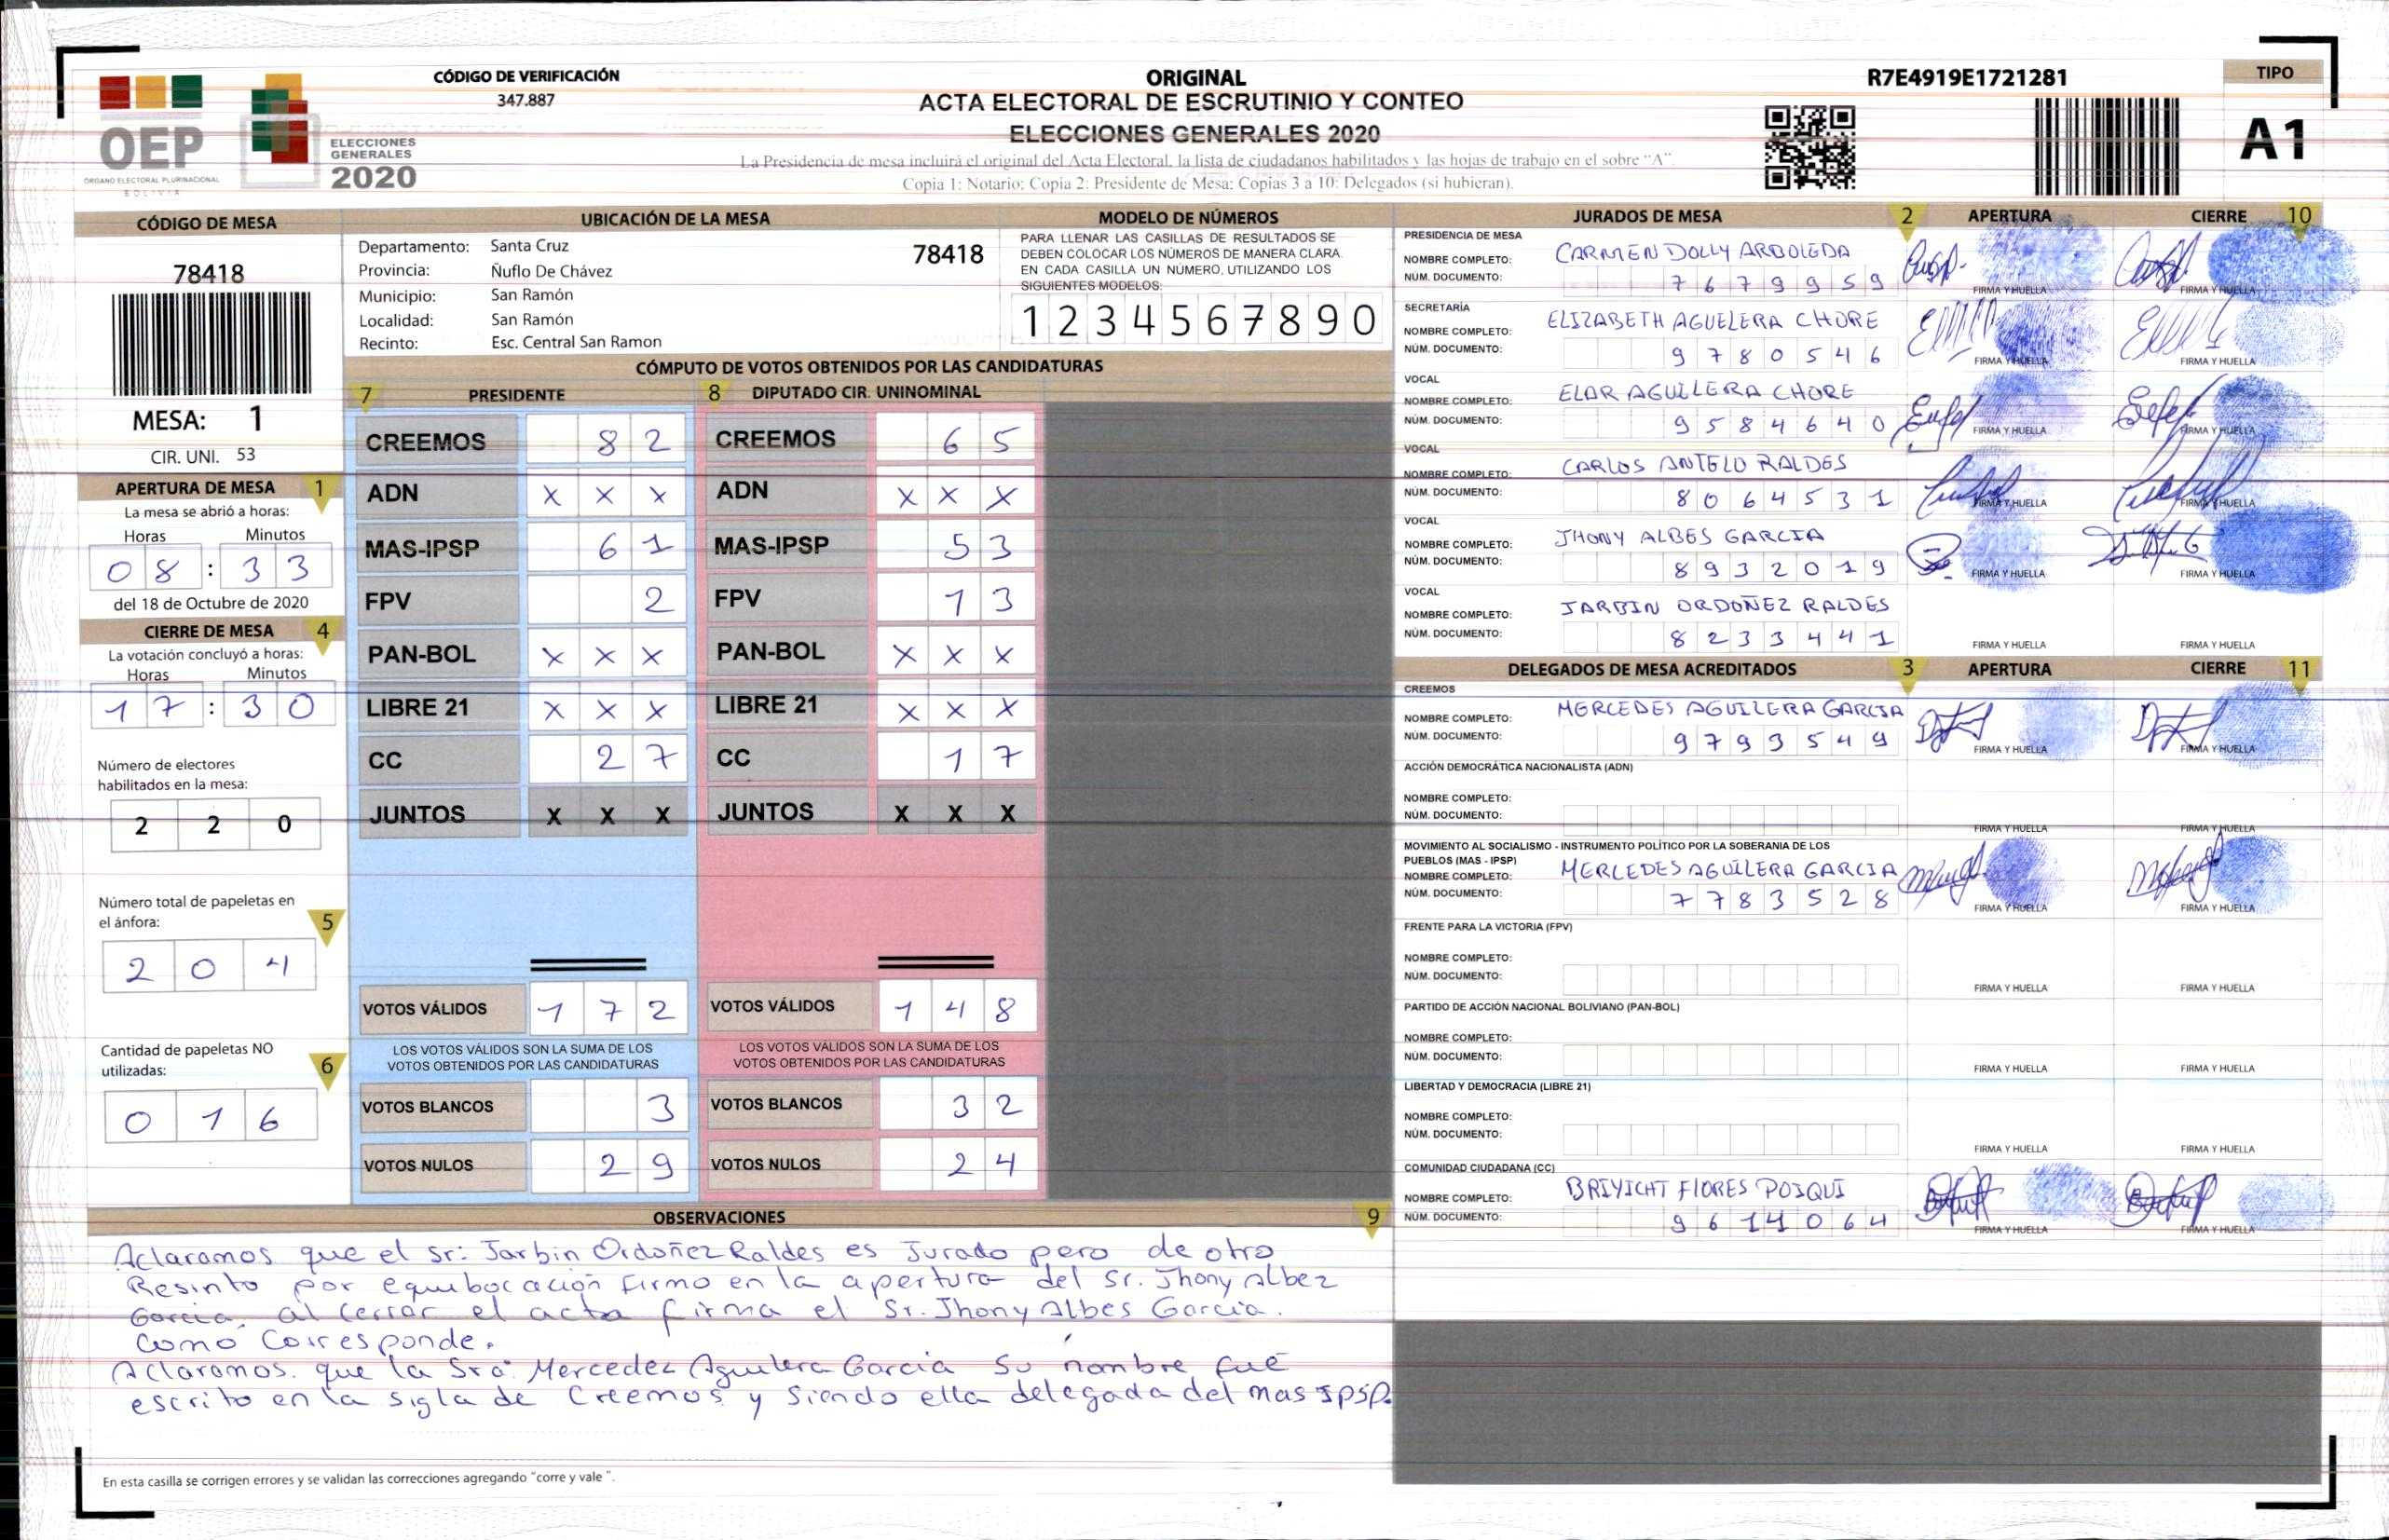 CÓDIGO DE VERIFICACIÓN
347.887
ORIGINAL
ACTA ELECTORAL DE ESCRUTINIO Y CONTEO
ELECCIONES GENERALES 2020
La Presidencia de mesa incluirá el original del Acta Electoral, la lista de ciudadanos habilitados y las hojas de trabajo en el sobre "A".
Copia 1: Notario; Copia 2: Presidente de Mesa; Copias 3 a 10: Delegados (si hubieran).
R7E4919E1721281
TIPO
A1
OEP
ÓRGANO ELECTORAL PLURINACIONAL
BOLIVIA
ELECCIONES
GENERALES
2020
CÓDIGO DE MESA
78418
MESA: 1
CIR. UNI. 53
APERTURA DE MESA 1
La mesa se abrió a horas:
Horas Minutos
08 : 33
del 18 de Octubre de 2020
CIERRE DE MESA 4
La votación concluyó a horas:
Horas Minutos
17 : 30
Número de electores
habilitados en la mesa:
2 2 0
Número total de papeletas en
el ánfora: 5
2 0 4
Cantidad de papeletas NO
utilizadas: 6
0 1 6
UBICACIÓN DE LA MESA
Departamento: Santa Cruz 78418
Provincia: Ñuflo De Chávez
Municipio: San Ramón
Localidad: San Ramón
Recinto: Esc. Central San Ramon
MODELO DE NÚMEROS
PARA LLENAR LAS CASILLAS DE RESULTADOS SE
DEBEN COLOCAR LOS NÚMEROS DE MANERA CLARA
EN CADA CASILLA UN NÚMERO, UTILIZANDO LOS
SIGUIENTES MODELOS:
1 2 3 4 5 6 7 8 9 0
CÓMPUTO DE VOTOS OBTENIDOS POR LAS CANDIDATURAS
7 PRESIDENTE 8 DIPUTADO CIR. UNINOMINAL
CREEMOS 8 2 CREEMOS 6 5
ADN X X X ADN X X X
MAS-IPSP 6 1 MAS-IPSP 5 3
FPV 2 FPV 1 3
PAN-BOL X X X PAN-BOL X X X
LIBRE 21 X X X LIBRE 21 X X X
CC 2 7 CC 1 7
JUNTOS X X X JUNTOS X X X
VOTOS VÁLIDOS 1 7 2 VOTOS VÁLIDOS 1 4 8
LOS VOTOS VÁLIDOS SON LA SUMA DE LOS LOS VOTOS VÁLIDOS SON LA SUMA DE LOS
VOTOS OBTENIDOS POR LAS CANDIDATURAS VOTOS OBTENIDOS POR LAS CANDIDATURAS
VOTOS BLANCOS 3 VOTOS BLANCOS 3 2
VOTOS NULOS 2 9 VOTOS NULOS 2 4
JURADOS DE MESA 2 APERTURA CIERRE 10
PRESIDENCIA DE MESA
NOMBRE COMPLETO: CARMEN DOLLY ARBOLEDA
NÚM. DOCUMENTO: 7679959 FIRMA Y HUELLA FIRMA Y HUELLA
SECRETARÍA
NOMBRE COMPLETO: ELIZABETH AGUELERA CHORE
NÚM. DOCUMENTO: 9780546 FIRMA Y HUELLA FIRMA Y HUELLA
VOCAL
NOMBRE COMPLETO: ELAR AGUILERA CHORE
NÚM. DOCUMENTO: 9584640 FIRMA Y HUELLA FIRMA Y HUELLA
VOCAL
NOMBRE COMPLETO: CARLOS ANTELO RALDES
NÚM. DOCUMENTO: 8064531 FIRMA Y HUELLA FIRMA Y HUELLA
VOCAL
NOMBRE COMPLETO: JHONY ALBES GARCIA
NÚM. DOCUMENTO: 8932019 FIRMA Y HUELLA FIRMA Y HUELLA
VOCAL
NOMBRE COMPLETO: JARBIN ORDOÑEZ RALDES
NÚM. DOCUMENTO: 8233441 FIRMA Y HUELLA FIRMA Y HUELLA
DELEGADOS DE MESA ACREDITADOS 3 APERTURA CIERRE 11
CREEMOS
NOMBRE COMPLETO: MERCEDES AGUILERA GARCIA
NÚM. DOCUMENTO: 9793549 FIRMA Y HUELLA FIRMA Y HUELLA
ACCIÓN DEMOCRÁTICA NACIONALISTA (ADN)
NOMBRE COMPLETO:
NÚM. DOCUMENTO: FIRMA Y HUELLA FIRMA Y HUELLA
MOVIMIENTO AL SOCIALISMO - INSTRUMENTO POLÍTICO POR LA SOBERANIA DE LOS
PUEBLOS (MAS - IPSP)
NOMBRE COMPLETO: MERCEDES AGUILERA GARCIA
NÚM. DOCUMENTO: 7783528 FIRMA Y HUELLA FIRMA Y HUELLA
FRENTE PARA LA VICTORIA (FPV)
NOMBRE COMPLETO:
NÚM. DOCUMENTO: FIRMA Y HUELLA FIRMA Y HUELLA
PARTIDO DE ACCIÓN NACIONAL BOLIVIANO (PAN-BOL)
NOMBRE COMPLETO:
NÚM. DOCUMENTO: FIRMA Y HUELLA FIRMA Y HUELLA
LIBERTAD Y DEMOCRACIA (LIBRE 21)
NOMBRE COMPLETO:
NÚM. DOCUMENTO: FIRMA Y HUELLA FIRMA Y HUELLA
COMUNIDAD CIUDADANA (CC)
NOMBRE COMPLETO: BRIYICHT FLORES POIQUI
NÚM. DOCUMENTO: 9614064 FIRMA Y HUELLA FIRMA Y HUELLA
OBSERVACIONES 9
Aclaramos que el sr: Jarbin Ordoñez Raldes es Jurado pero de otro
Resinto por equibocación firmo en la apertura del sr. Jhony Albez
Garcia, al cerrar el acta firma el Sr. Jhony Albes Garcia.
Como Corresponde.
Aclaramos que la Sra. Mercedez Aguilera Garcia Su nombre fué
escrito en la sigla de Creemos y Siendo ella delegada del mas Ipsp.
En esta casilla se corrigen errores y se validan las correcciones agregando "corre y vale ".